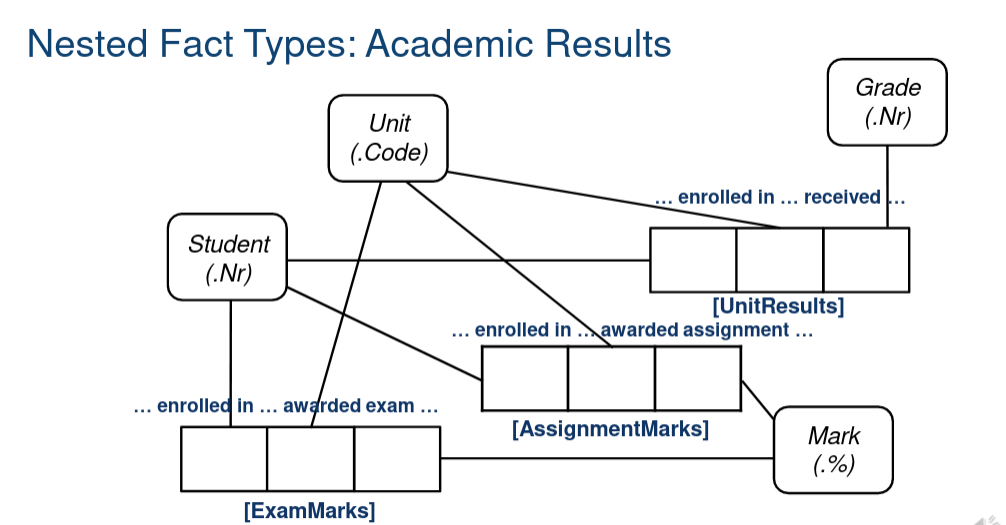 Nested Fact Types: Academic Results
Grade
(.Nr)
Unit
(.Code)
… enrolled in … received …
Student
(.Nr)
[UnitResults]
… enrolled in … awarded assignment …
… enrolled in … awarded exam …
[AssignmentMarks]
Mark
(.%)
[ExamMarks]